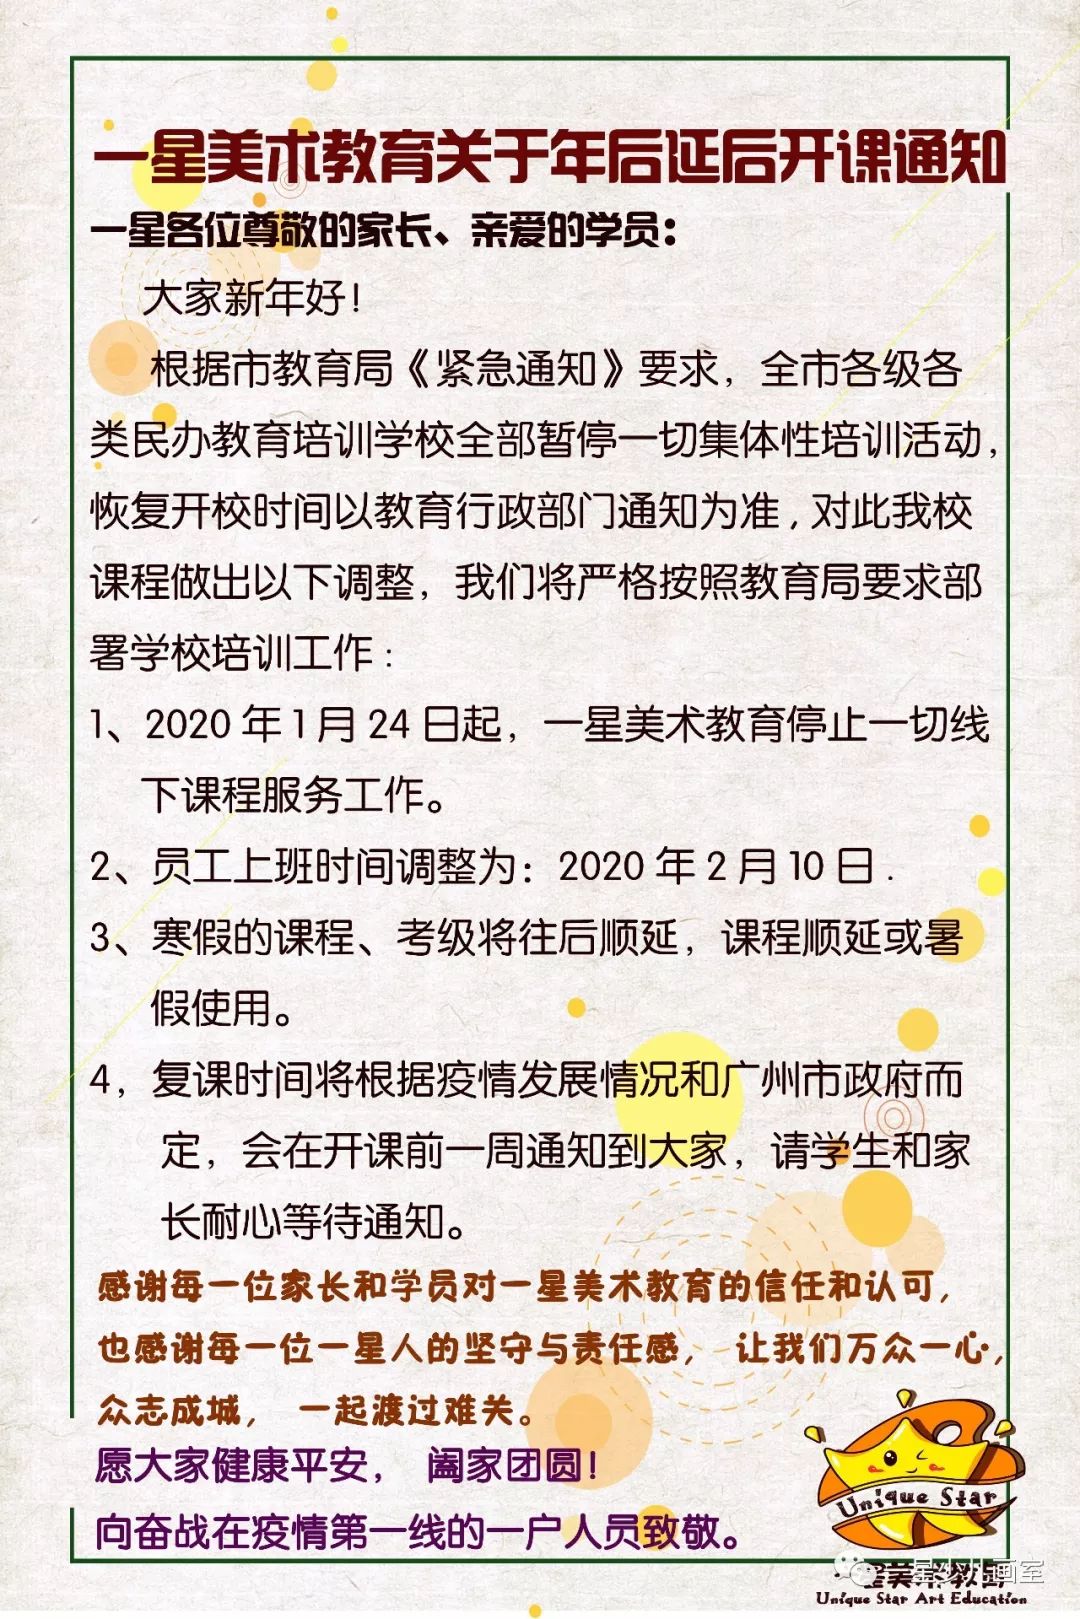 一星美术教育关于年后延后开课通知
一星各位尊敬的家长、亲爱的学员：
大家新年好！
根据市教育局《紧急通知》要求，全市各级各
类民办教育培训学校全部暂停一切集体性培训活动，
恢复开校时间以教育行政部门通知为准，对此我校
课程做出以下调整，我们将严格按照教育局要求部
署学校培训工作：
1、2020年1月24日起，一星美术教育停止一切线
下课程服务工作。
2、员工上班时间调整为：2020年2月10日.
3、寒假的课程、考级将往后顺延，课程顺延或暑
假使用。
4，复课时间将根据疫情发展情况和广州市政府而
定，会在开课前一周通知到大家，请学生和家
长耐心等待通知。
感谢每一位家长和学员对一星美术教育的信任和认可，
也感谢每一位一星人的坚守与责任感， 让我们万众一心，
众志成城， 一起渡过难关。
愿大家健康平安， 阖家团圆！
向奋战在疫情第一线的一户人员致敬。
Unique Star
一星美术教育
Unique Star Art Education